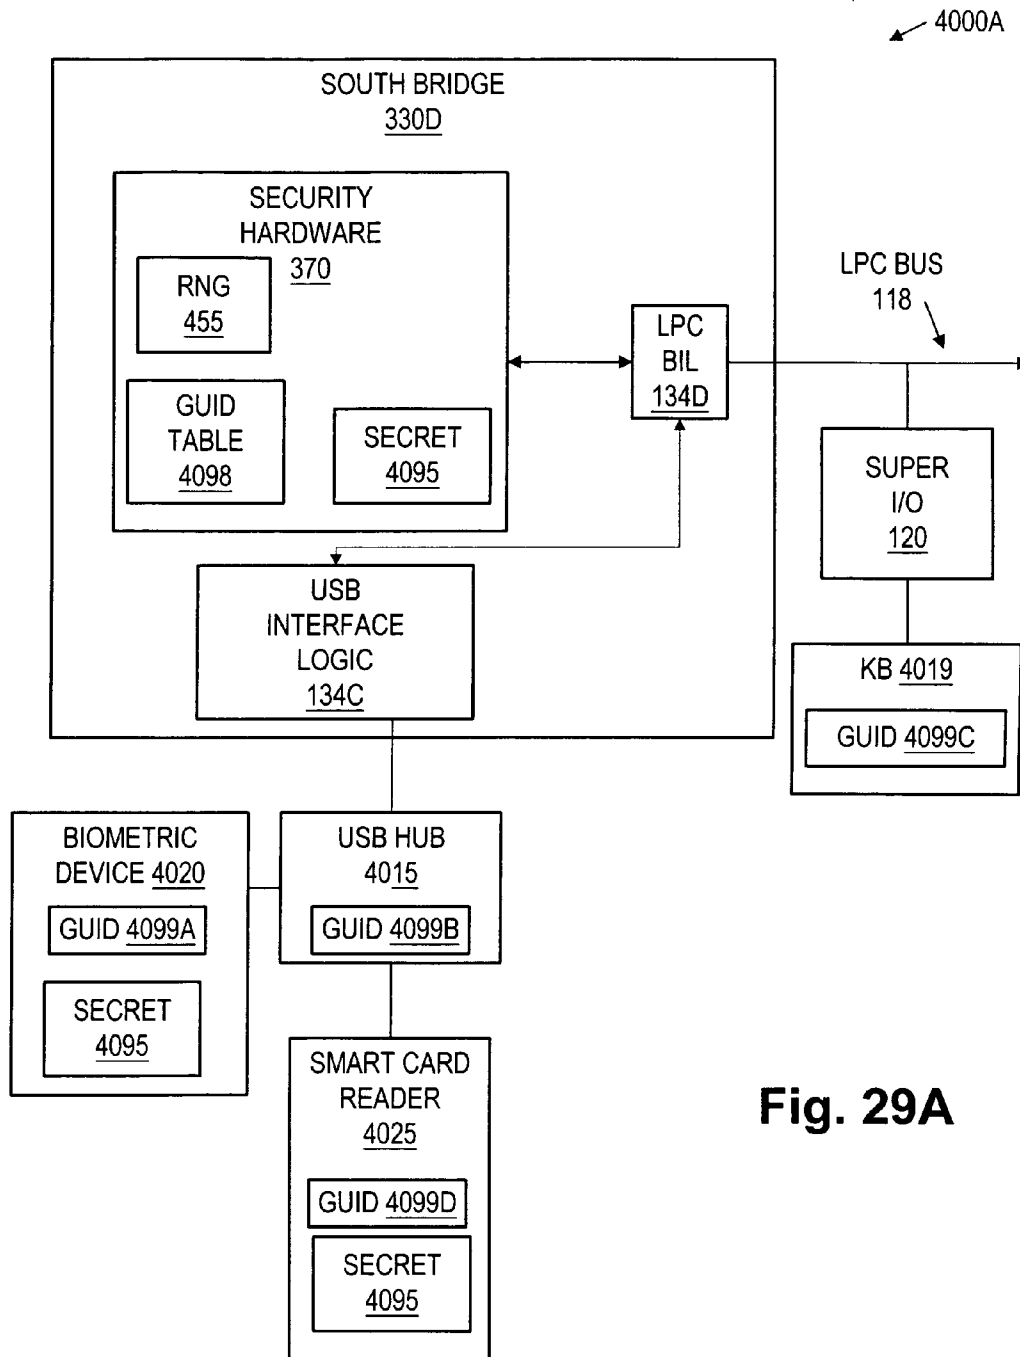 4000A
SOUTH BRIDGE
330D
SECURITY
HARDWARE
370
RNG
455
GUID
TABLE
4098
SECRET
4095
LPC
BIL
134D
LPC BUS
118
SUPER
I/O
120
USB
INTERFACE
LOGIC
134C
KB 4019
GUID 4099C
BIOMETRIC
DEVICE 4020
GUID 4099A
SECRET
4095
USB HUB
4015
GUID 4099B
SMART CARD
READER
4025
GUID 4099D
SECRET
4095
Fig. 29A